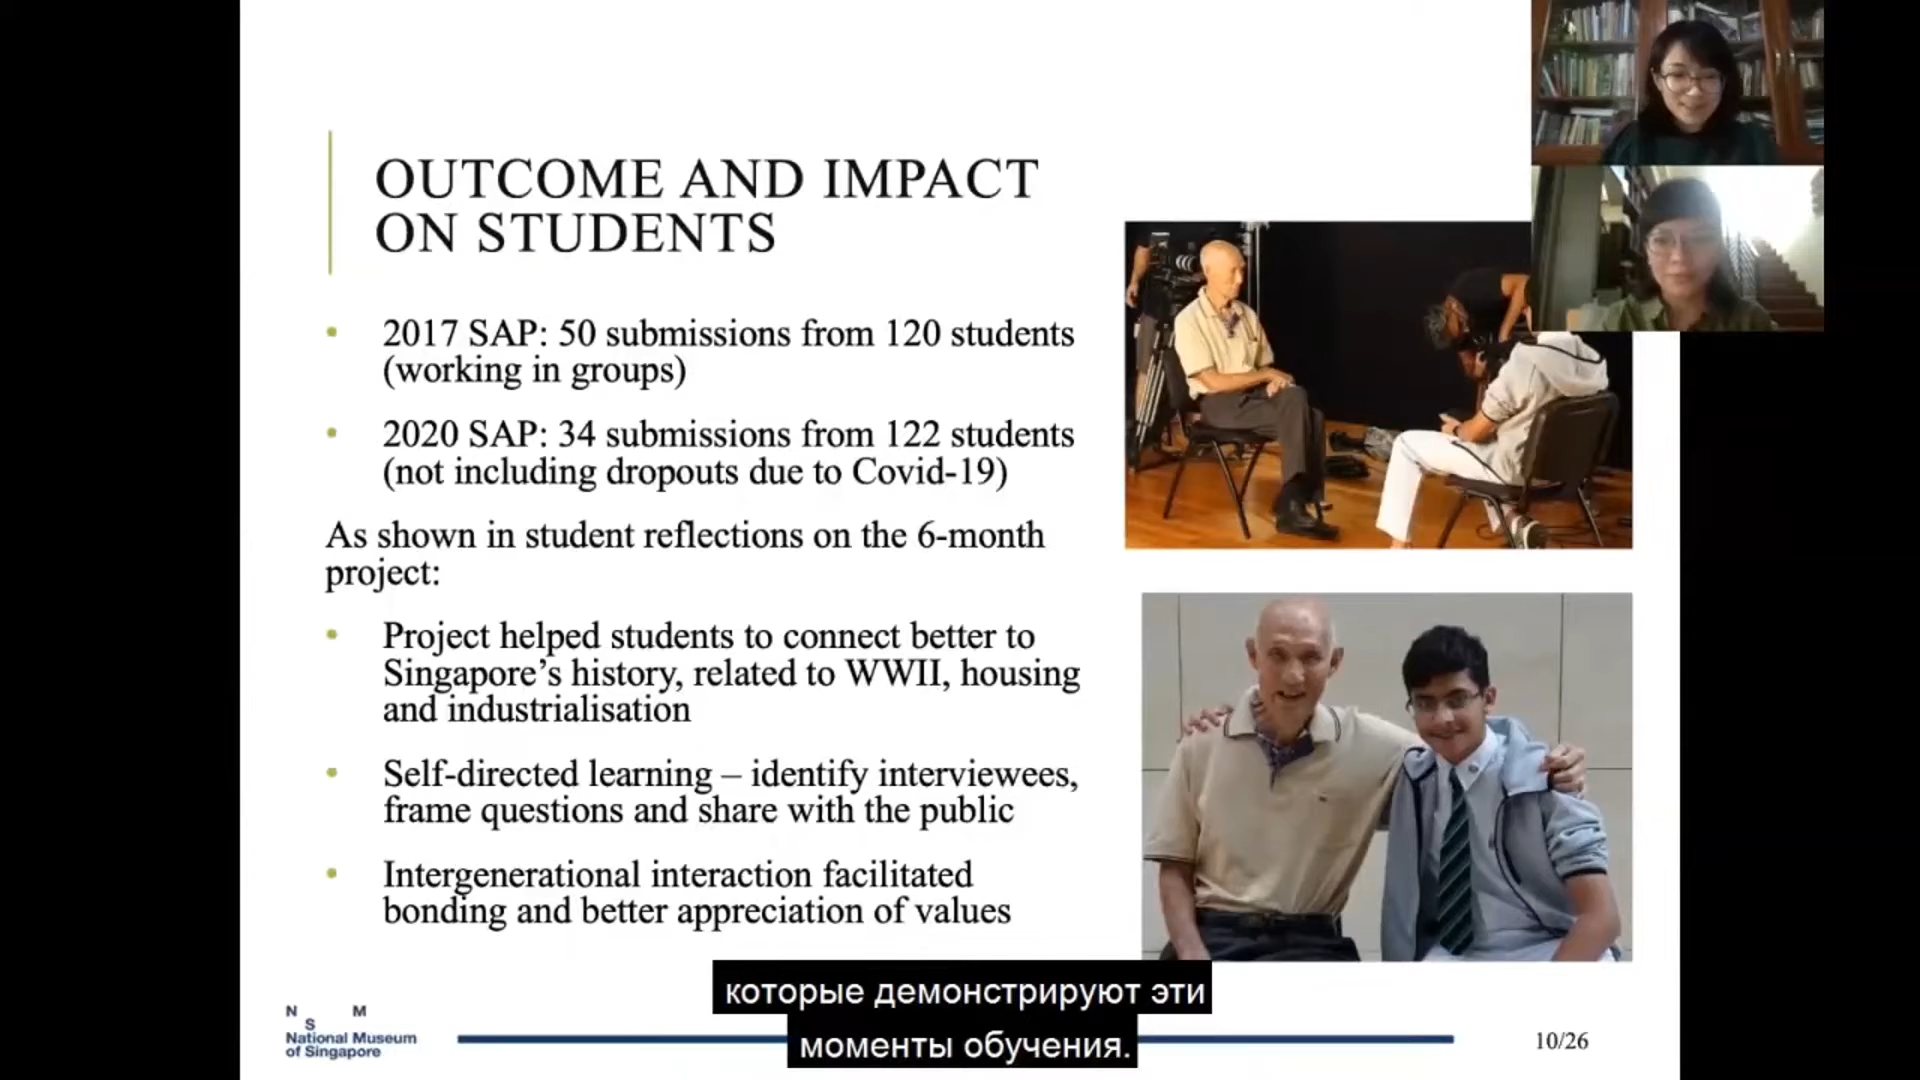 OUTCOME AND IMPACT
ON STUDENTS
• 2017 SAP: 50 submissions from 120 students
(working in groups)
• 2020 SAP: 34 submissions from 122 students
(not including dropouts due to Covid-19)
As shown in student reflections on the 6-month
project:
• Project helped students to connect better to
Singapore’s history, related to WWII, housing
and industrialisation
• Self-directed learning – identify interviewees,
frame questions and share with the public
• Intergenerational interaction facilitated
bonding and better appreciation of values
которые демонстрируют эти
моменты обучения.
N M
S
National Museum
of Singapore
10/26